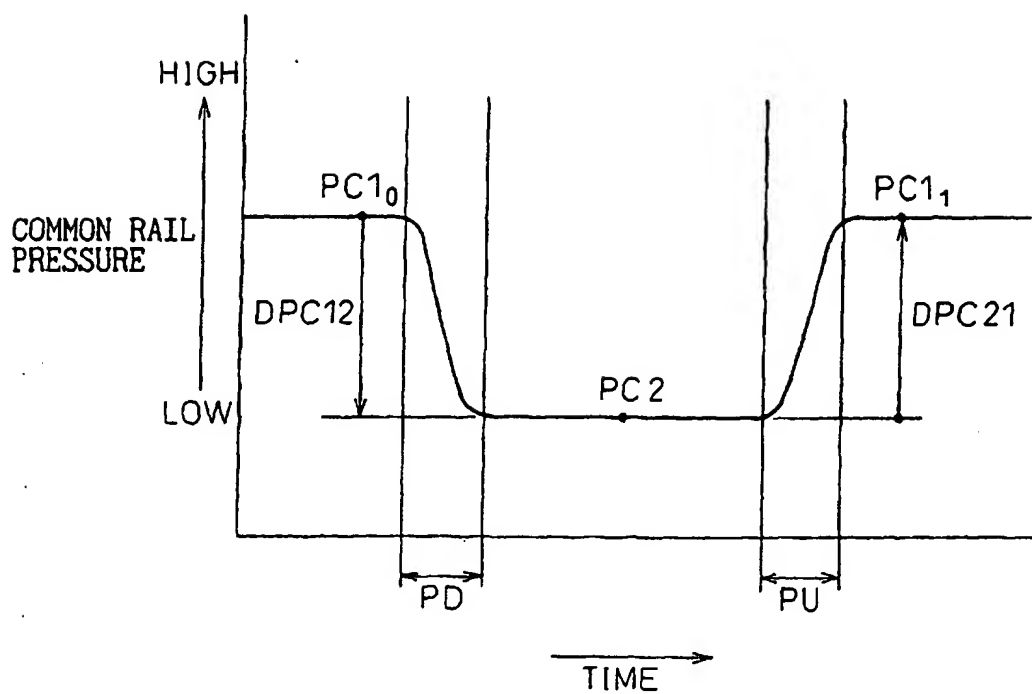 HIGH
PC1₀
PC1₁
COMMON RAIL
PRESSURE
DPC12
DPC21
PC2
LOW
PD
PU
TIME